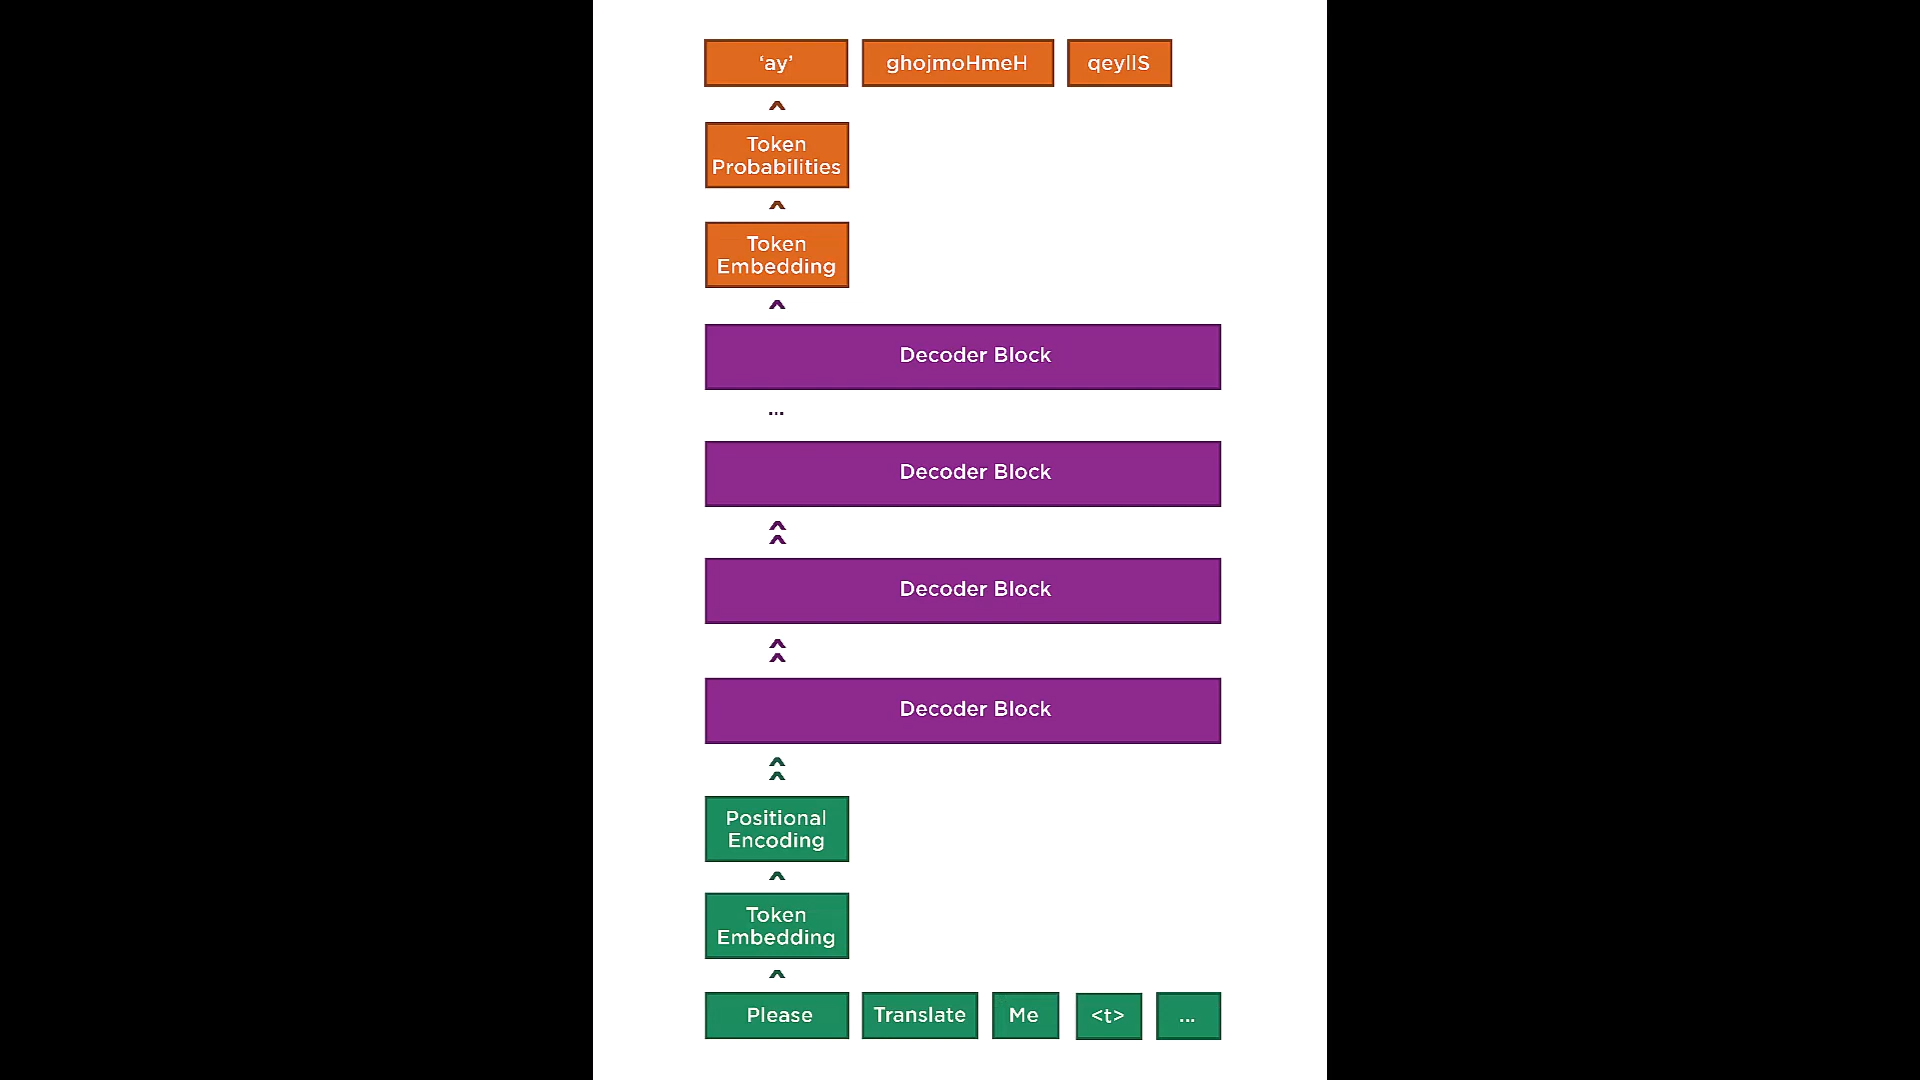 ‘ay’ ghojmoHmeH qeylIS
^
Token
Probabilities
^
Token
Embedding
^
Decoder Block
...
Decoder Block
^
^
Decoder Block
^
^
Decoder Block
^
^
Positional
Encoding
^
Token
Embedding
^
Please Translate Me <t> ...